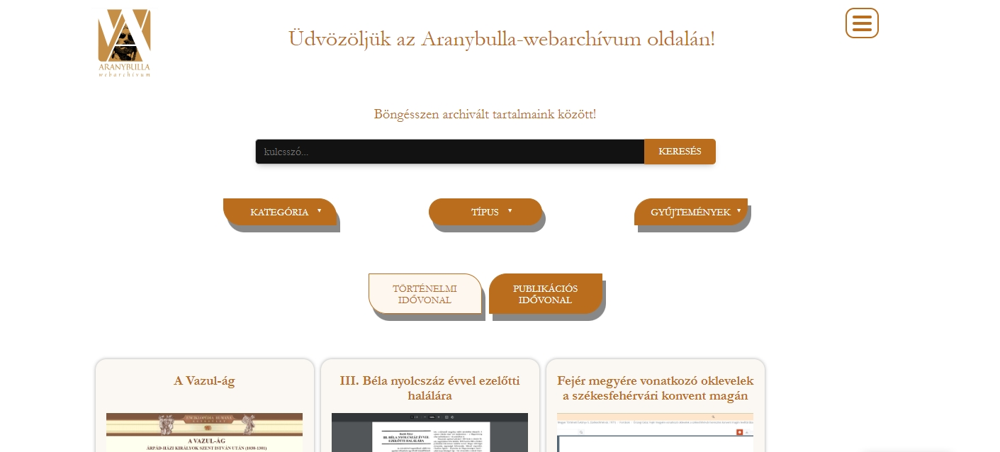 ARANYBULLA
webarchívum
Üdvözöljük az Aranybulla-webarchívum oldalán!
Böngésszen archivált tartalmaink között!
kulcsszó...
KERESÉS
KATEGÓRIA
TÍPUS
GYŰJTEMÉNYEK
TÖRTÉNELMI
IDŐVONAL
PUBLIKÁCIÓS
IDŐVONAL
A Vazul-ág
III. Béla nyolcszáz évvel ezelőtti
halálára
Fejér megyére vonatkozó oklevelek
a székesfehérvári konvent magán
ENCIKLOPÉDIA HUMANA
EGYESÜLET
A VAZUL-ÁG
ÁRPÁD-HÁZI KIRÁLYOK SZENT ISTVÁN UTÁN (1038-1301)
III. BÉLA NYOLCSZÁZ ÉVVEL
EZELŐTTI HALÁLÁRA